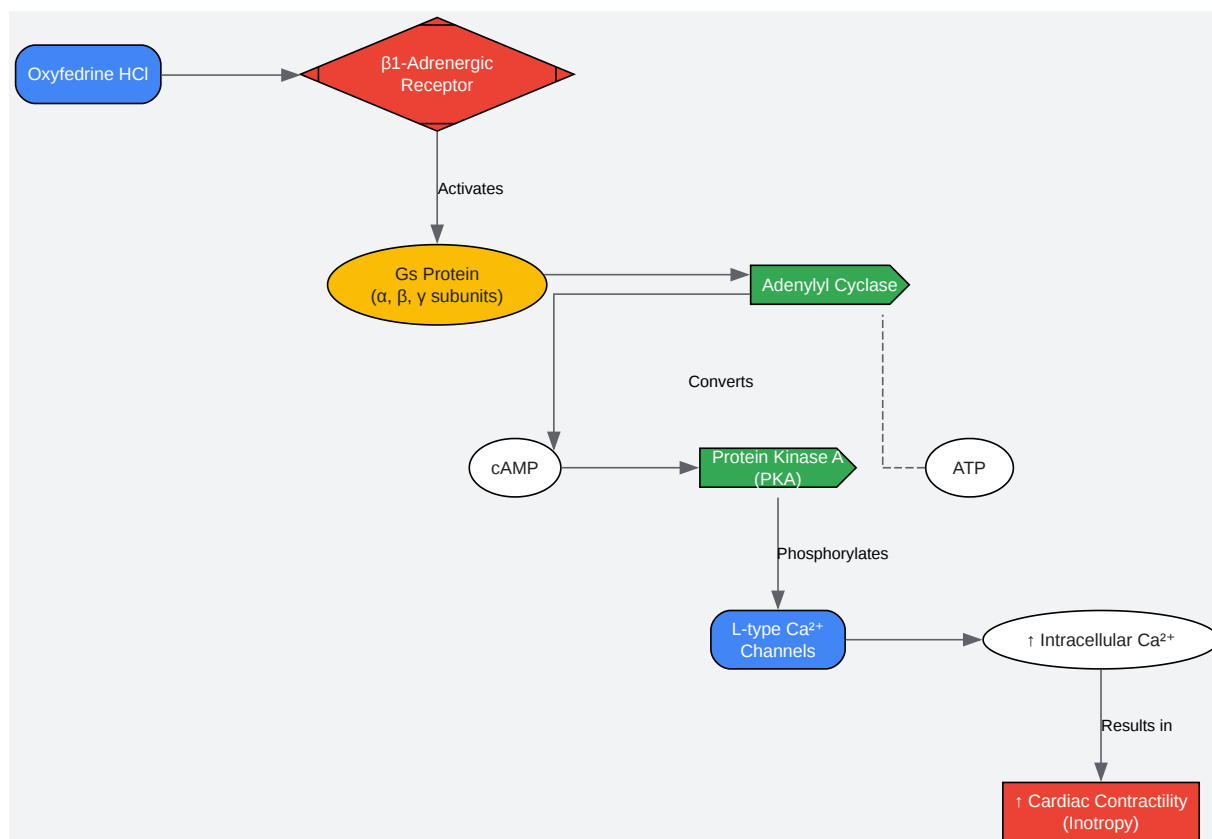 Oxyfedrine HCl
β1-Adrenergic
Receptor
Activates
Gs Protein
(α, β, γ subunits)
Adenylyl Cyclase
Converts
cAMP
Protein Kinase A
(PKA)
ATP
Phosphorylates
L-type Ca²⁺
Channels
↑ Intracellular Ca²⁺
Results in
↑ Cardiac Contractility
(Inotropy)